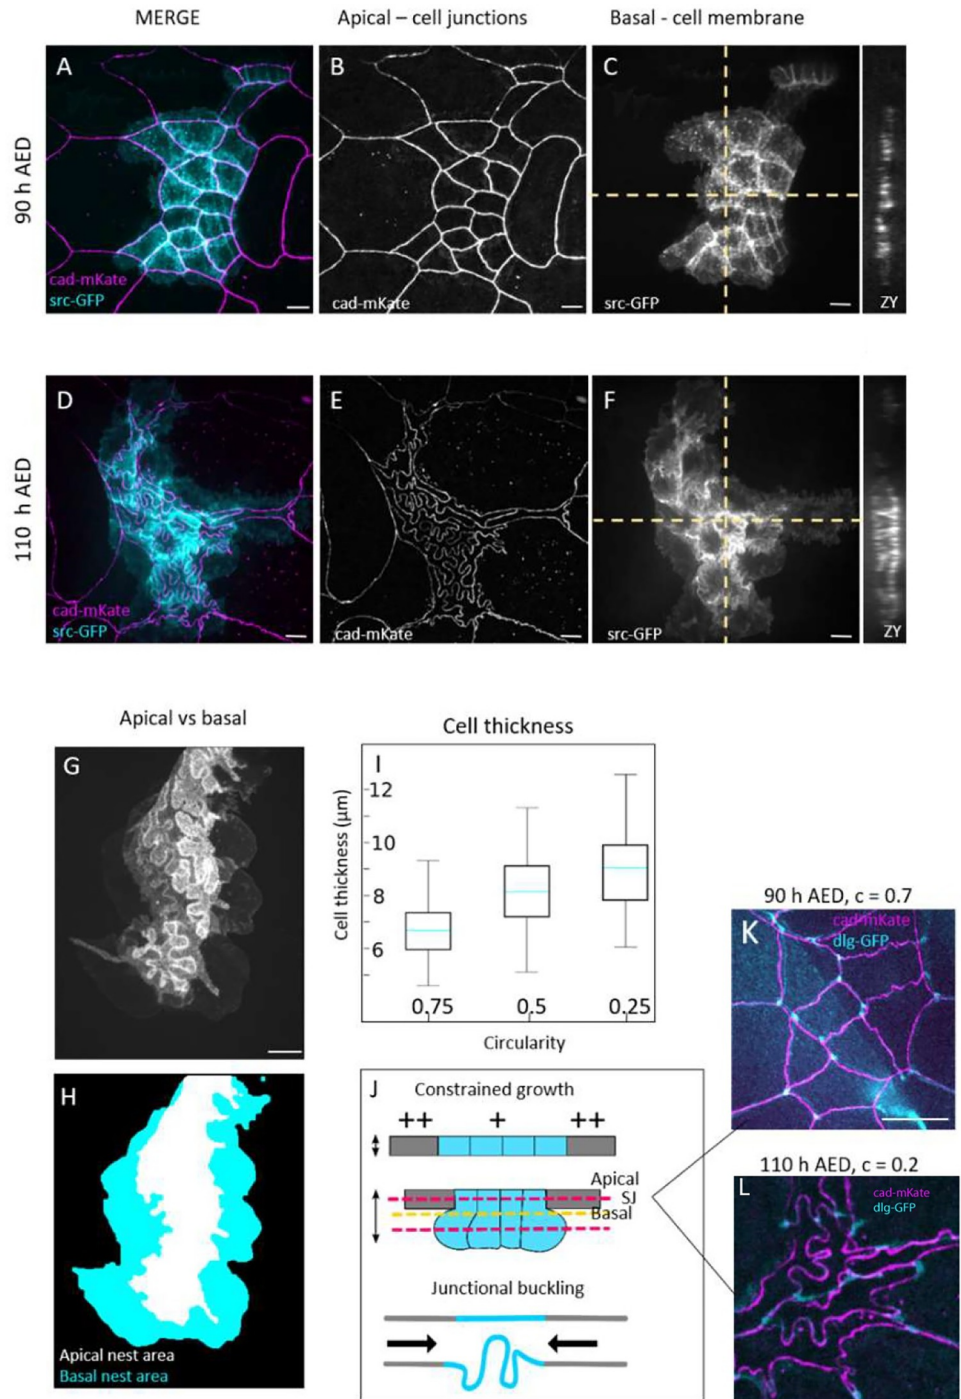 MERGE
Apical – cell junctions
Basal - cell membrane
90 h AED
A
cad-mKate
src-GFP
B
cad-mKate
C
src-GFP
ZY
110 h AED
D
cad-mKate
src-GFP
E
cad-mKate
F
src-GFP
ZY
Apical vs basal
G
H
Apical nest area
Basal nest area
Cell thickness
I
Cell thickness (µm)
12
10
8
6
0.75
0.5
0.25
Circularity
J
Constrained growth
++
+
++
Apical
SJ
Basal
Junctional buckling
90 h AED, c = 0.7
K
cad-mKate
dlg-GFP
110 h AED, c = 0.2
L
cad-mKate
dlg-GFP